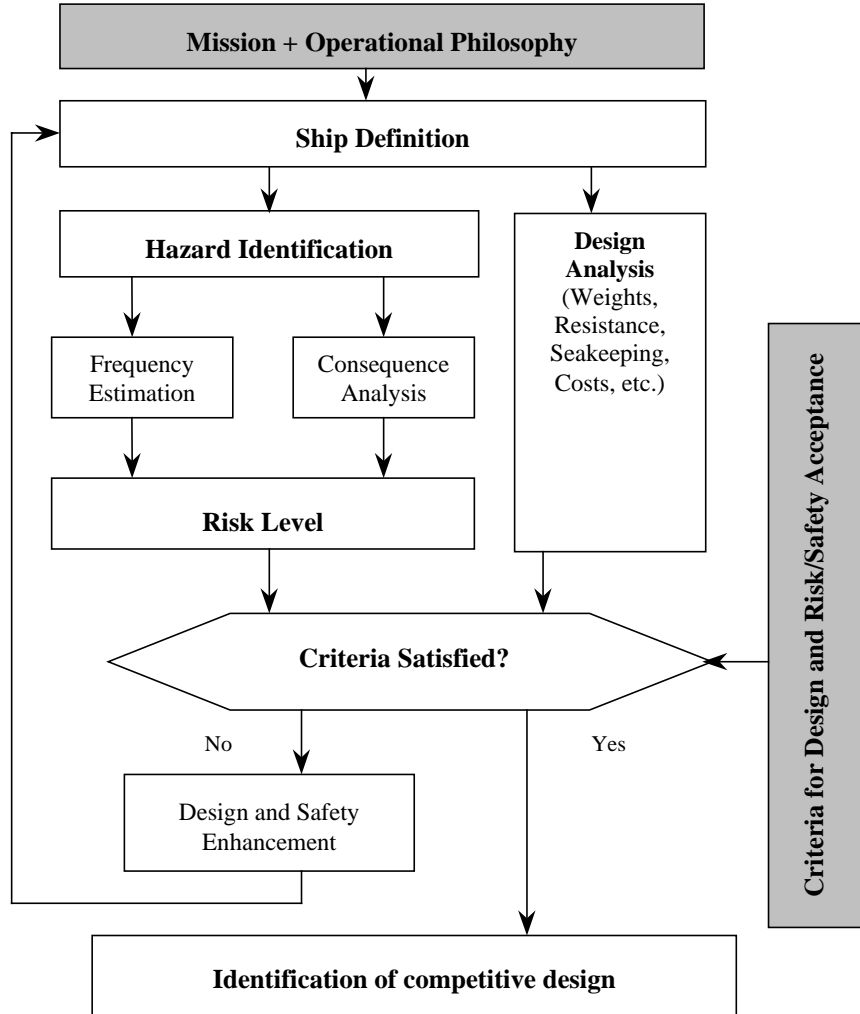 Mission + Operational Philosophy
Ship Definition
Hazard Identification
Design
Analysis
(Weights,
Resistance,
Seakeeping,
Costs, etc.)
Frequency
Estimation
Consequence
Analysis
Risk Level
Criteria for Design and Risk/Safety Acceptance
Criteria Satisfied?
No
Yes
Design and Safety
Enhancement
Identification of competitive design